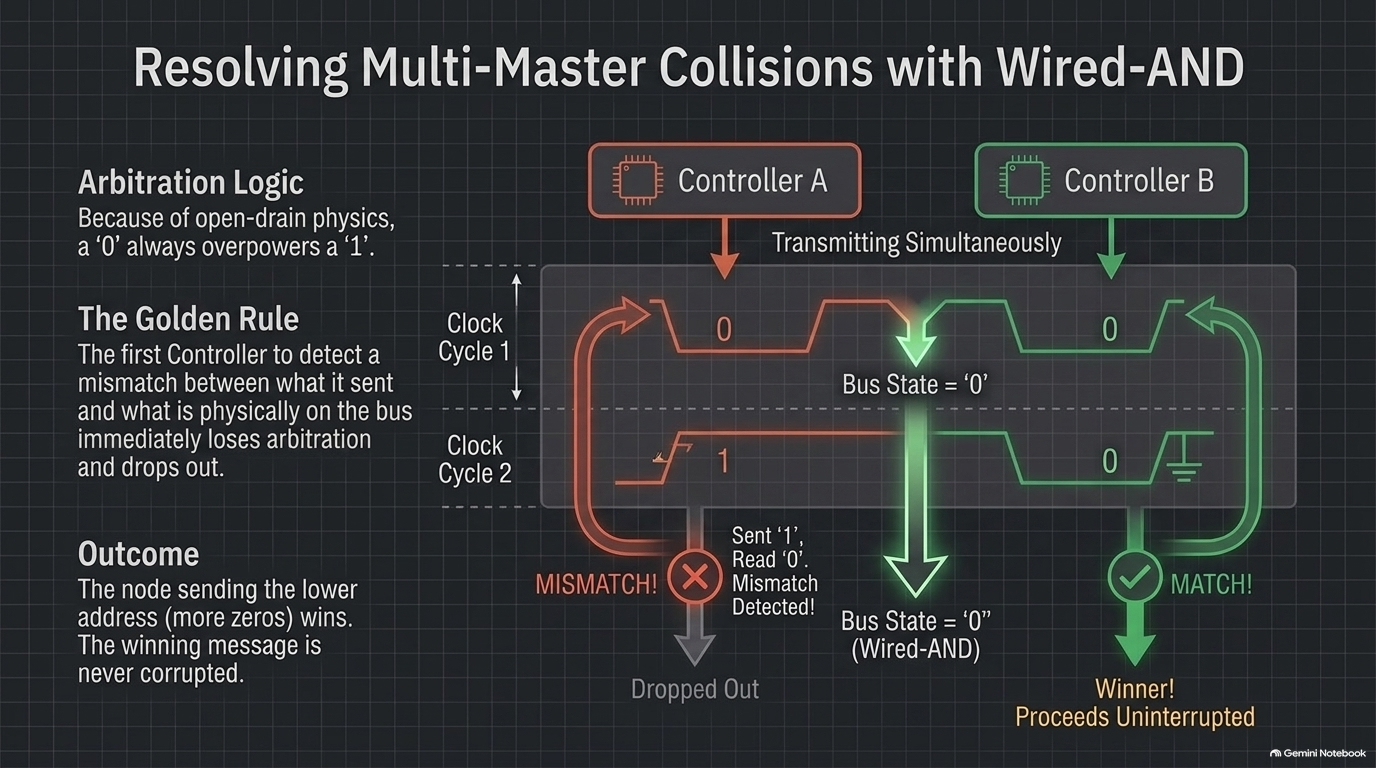 Resolving Multi-Master Collisions with Wired-AND
Arbitration Logic
Because of open-drain physics,
a ‘0’ always overpowers a ‘1’.
The Golden Rule
The first Controller to detect a
mismatch between what it sent
and what is physically on the bus
immediately loses arbitration
and drops out.
Outcome
The node sending the lower
address (more zeros) wins.
The winning message is
never corrupted.
Controller A
Controller B
Transmitting Simultaneously
Clock
Cycle 1
0
0
Bus State = ‘0’
Clock
Cycle 2
1
0
MISMATCH!
Sent ‘1’,
Read ‘0’.
Mismatch
Detected!
MATCH!
Bus State = ‘0”
(Wired-AND)
Dropped Out
Winner!
Proceeds Uninterrupted
Gemini Notebook